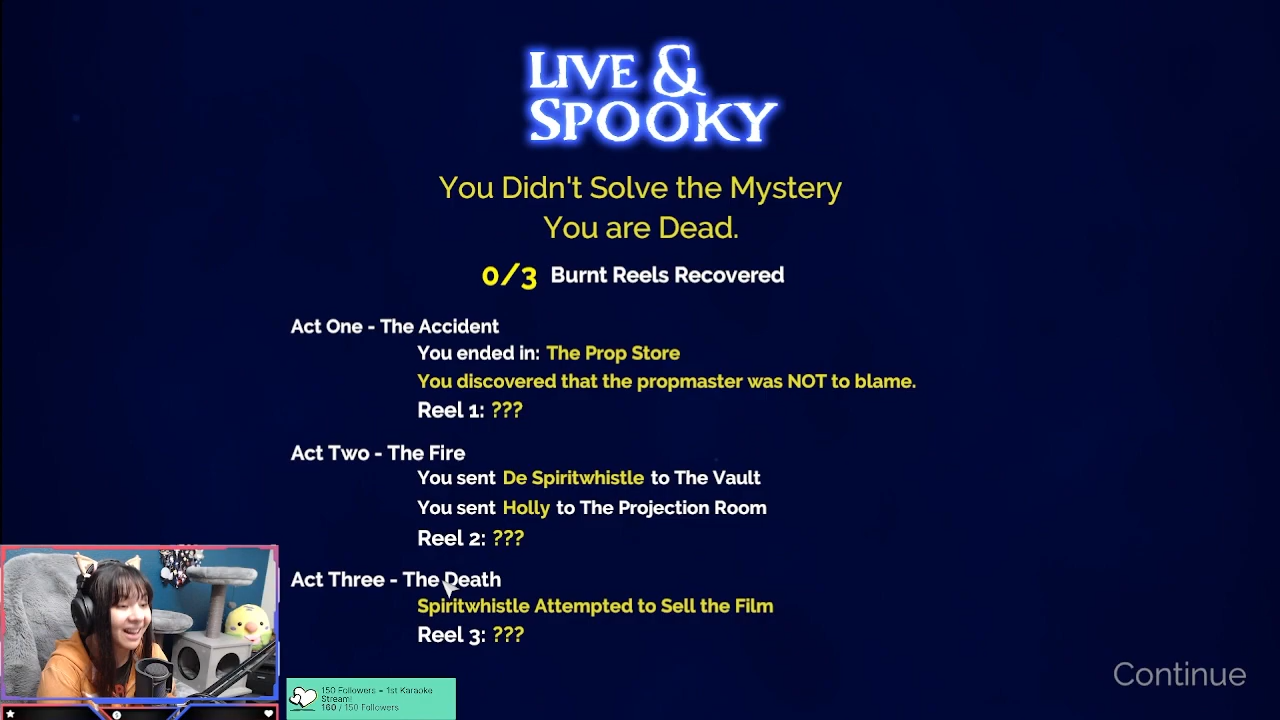 LIVE &
SPOOKY
You Didn't Solve the Mystery
You are Dead.
0/3 Burnt Reels Recovered
Act One - The Accident
You ended in: The Prop Store
You discovered that the propmaster was NOT to blame.
Reel 1: ???
Act Two - The Fire
You sent De Spiritwhistle to The Vault
You sent Holly to The Projection Room
Reel 2: ???
Act Three - The Death
Spiritwhistle Attempted to Sell the Film
Reel 3: ???
150 Followers = 1st Karaoke
Stream!
160 / 150 Followers
Continue